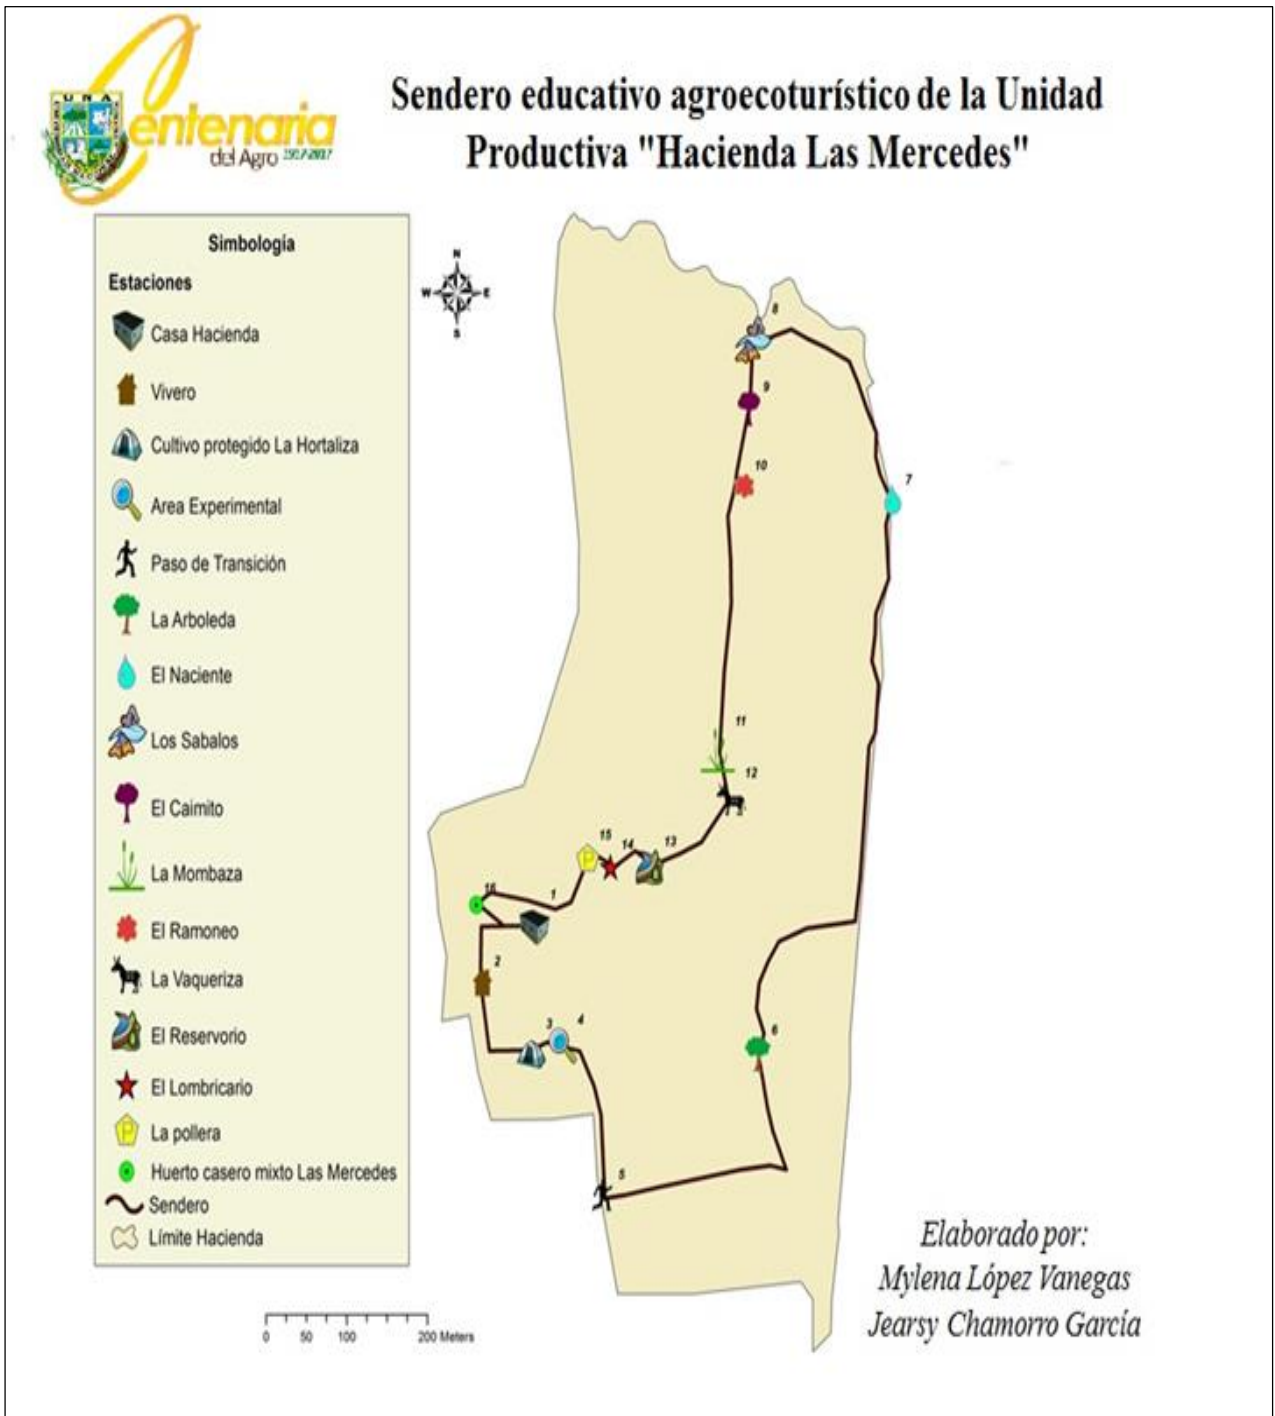 UNA
Centenaria
del Agro 1917-2017
Sendero educativo agroecoturístico de la Unidad
Productiva "Hacienda Las Mercedes"
Simbología
Estaciones
Casa Hacienda
Vivero
Cultivo protegido La Hortaliza
Area Experimental
Paso de Transición
La Arboleda
El Naciente
Los Sabalos
El Caimito
La Mombaza
El Ramoneo
La Vaqueriza
El Reservorio
El Lombricario
P
La pollera
Huerto casero mixto Las Mercedes
Sendero
Límite Hacienda
0 50 100 200 Meters
N
W E
S
8
9
10
7
11
12
15 14 13
P
16 1
2
3 4
6
5
Elaborado por:
Mylena López Vanegas
Jearsy Chamorro García